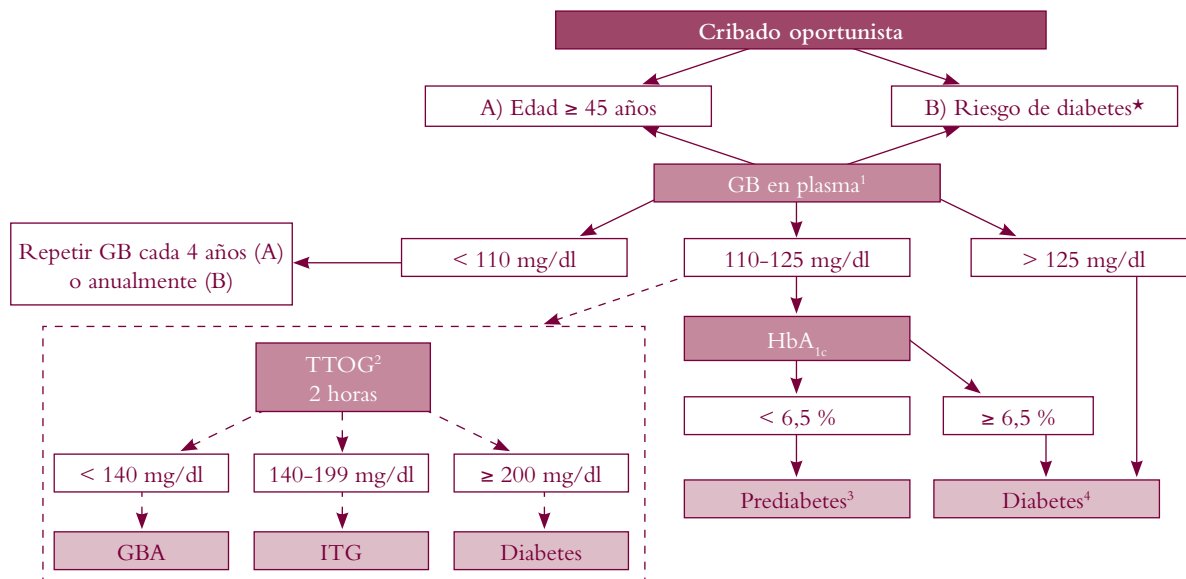 Cribado oportunista
A) Edad ≥ 45 años
B) Riesgo de diabetes★
GB en plasma¹
Repetir GB cada 4 años (A)
o anualmente (B)
< 110 mg/dl
110-125 mg/dl
> 125 mg/dl
TTOG²
2 horas
HbA₁c
< 6,5 %
≥ 6,5 %
< 140 mg/dl
140-199 mg/dl
≥ 200 mg/dl
Prediabetes³
Diabetes⁴
GBA
ITG
Diabetes